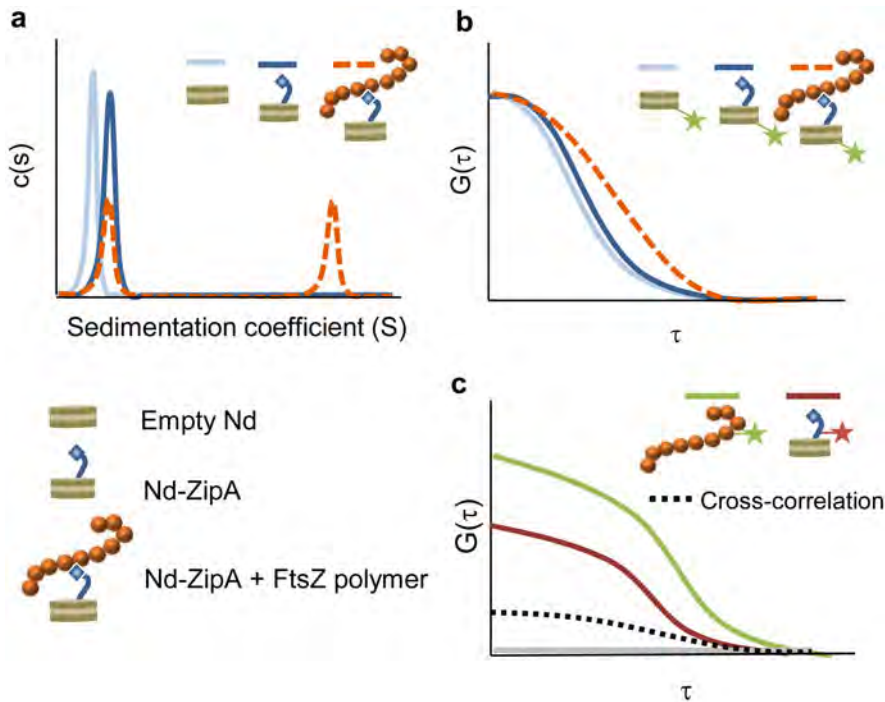 a
c(s)
Sedimentation coefficient (S)
b
G(τ)
τ
Empty Nd
Nd-ZipA
Nd-ZipA + FtsZ polymer
c
Cross-correlation
G(τ)
τ